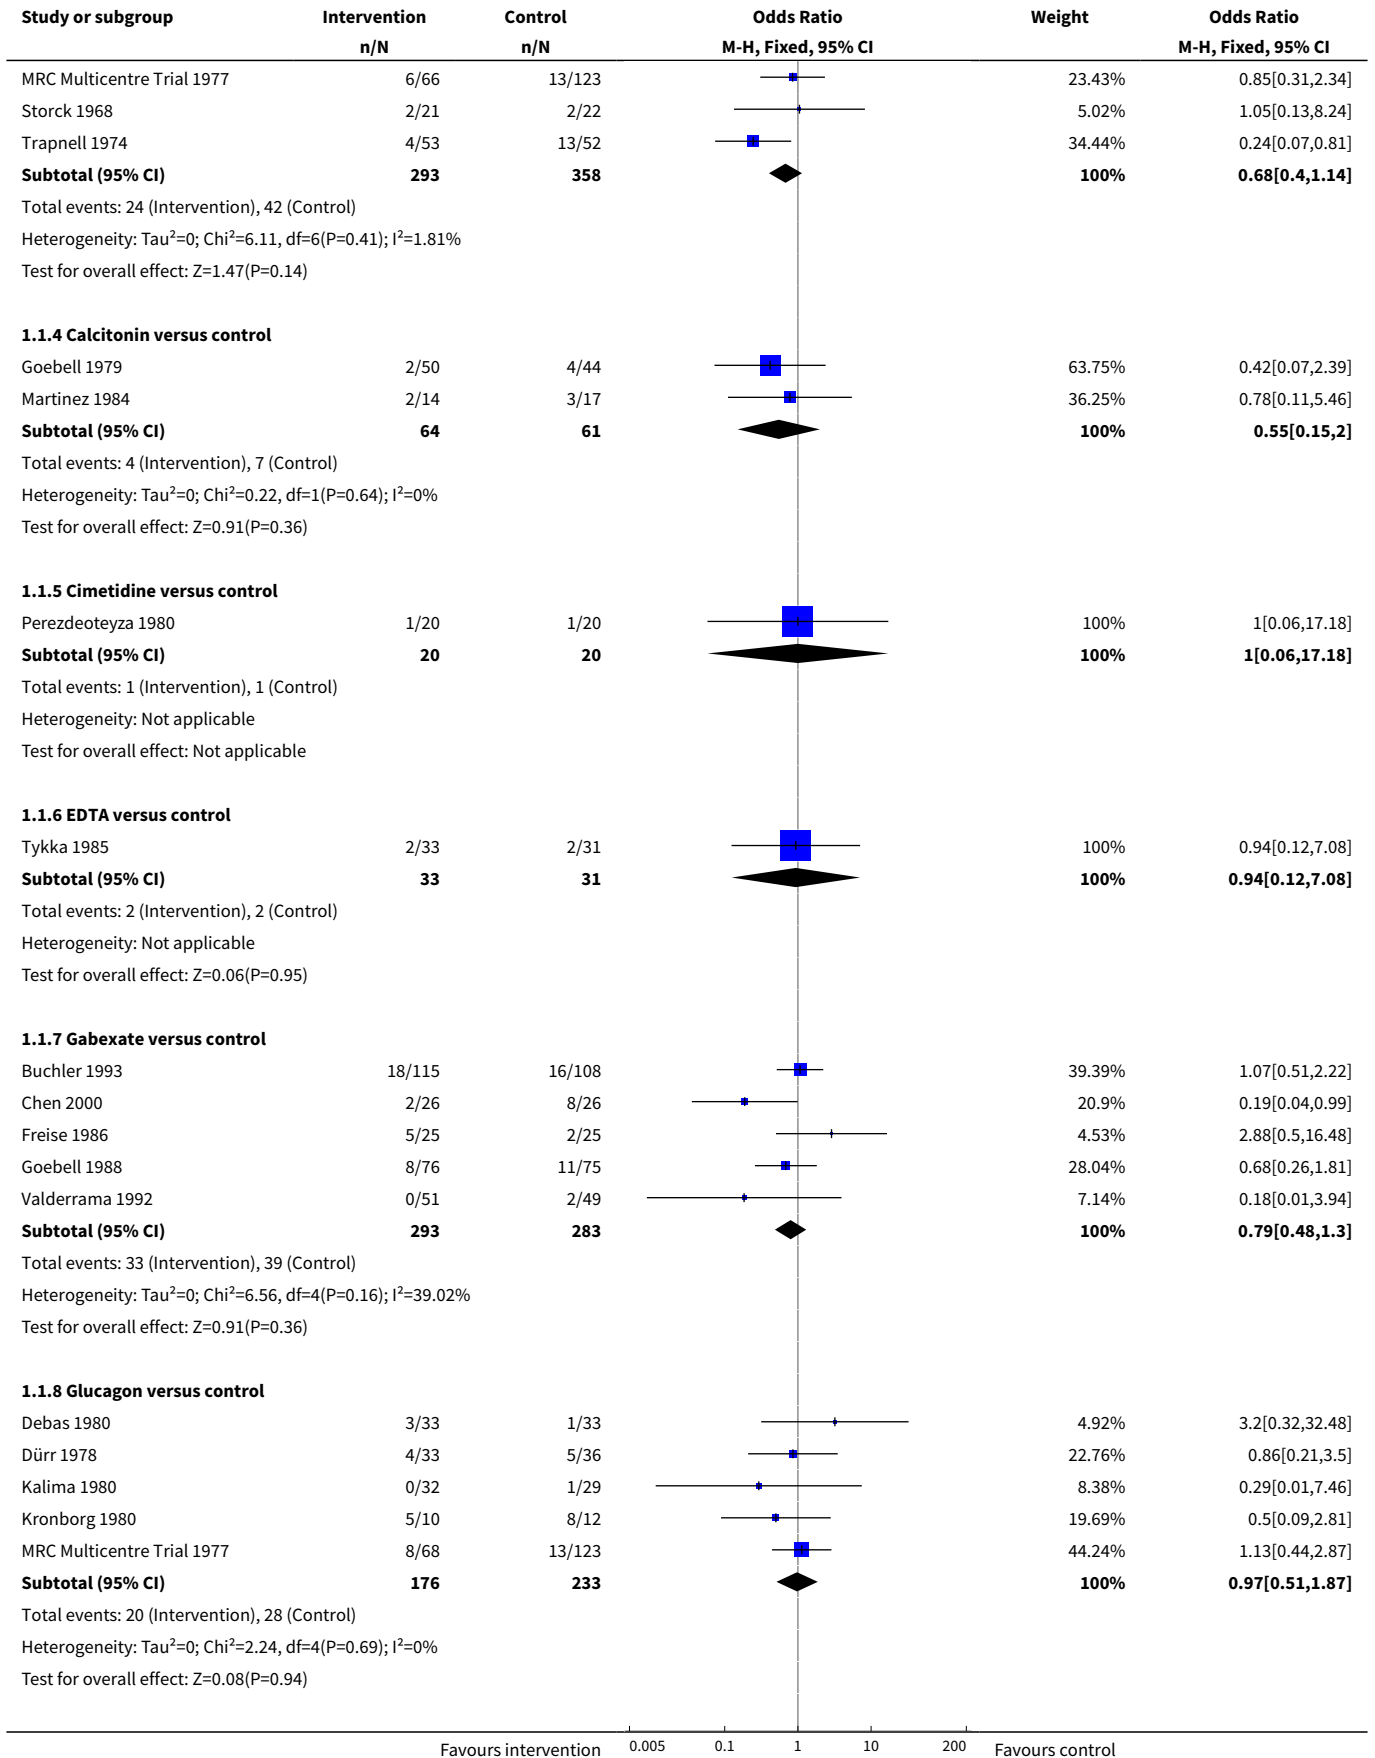 Study or subgroup Intervention Control Odds Ratio Weight Odds Ratio
n/N n/N M-H, Fixed, 95% CI M-H, Fixed, 95% CI
MRC Multicentre Trial 1977 6/66 13/123 23.43% 0.85[0.31,2.34]
Storck 1968 2/21 2/22 5.02% 1.05[0.13,8.24]
Trapnell 1974 4/53 13/52 34.44% 0.24[0.07,0.81]
Subtotal (95% CI) 293 358 100% 0.68[0.4,1.14]
Total events: 24 (Intervention), 42 (Control)
Heterogeneity: Tau²=0; Chi²=6.11, df=6(P=0.41); I²=1.81%
Test for overall effect: Z=1.47(P=0.14)
1.1.4 Calcitonin versus control
Goebell 1979 2/50 4/44 63.75% 0.42[0.07,2.39]
Martinez 1984 2/14 3/17 36.25% 0.78[0.11,5.46]
Subtotal (95% CI) 64 61 100% 0.55[0.15,2]
Total events: 4 (Intervention), 7 (Control)
Heterogeneity: Tau²=0; Chi²=0.22, df=1(P=0.64); I²=0%
Test for overall effect: Z=0.91(P=0.36)
1.1.5 Cimetidine versus control
Perezdeoteyza 1980 1/20 1/20 100% 1[0.06,17.18]
Subtotal (95% CI) 20 20 100% 1[0.06,17.18]
Total events: 1 (Intervention), 1 (Control)
Heterogeneity: Not applicable
Test for overall effect: Not applicable
1.1.6 EDTA versus control
Tykka 1985 2/33 2/31 100% 0.94[0.12,7.08]
Subtotal (95% CI) 33 31 100% 0.94[0.12,7.08]
Total events: 2 (Intervention), 2 (Control)
Heterogeneity: Not applicable
Test for overall effect: Z=0.06(P=0.95)
1.1.7 Gabexate versus control
Buchler 1993 18/115 16/108 39.39% 1.07[0.51,2.22]
Chen 2000 2/26 8/26 20.9% 0.19[0.04,0.99]
Freise 1986 5/25 2/25 4.53% 2.88[0.5,16.48]
Goebell 1988 8/76 11/75 28.04% 0.68[0.26,1.81]
Valderrama 1992 0/51 2/49 7.14% 0.18[0.01,3.94]
Subtotal (95% CI) 293 283 100% 0.79[0.48,1.3]
Total events: 33 (Intervention), 39 (Control)
Heterogeneity: Tau²=0; Chi²=6.56, df=4(P=0.16); I²=39.02%
Test for overall effect: Z=0.91(P=0.36)
1.1.8 Glucagon versus control
Debas 1980 3/33 1/33 4.92% 3.2[0.32,32.48]
Dürr 1978 4/33 5/36 22.76% 0.86[0.21,3.5]
Kalima 1980 0/32 1/29 8.38% 0.29[0.01,7.46]
Kronborg 1980 5/10 8/12 19.69% 0.5[0.09,2.81]
MRC Multicentre Trial 1977 8/68 13/123 44.24% 1.13[0.44,2.87]
Subtotal (95% CI) 176 233 100% 0.97[0.51,1.87]
Total events: 20 (Intervention), 28 (Control)
Heterogeneity: Tau²=0; Chi²=2.24, df=4(P=0.69); I²=0%
Test for overall effect: Z=0.08(P=0.94)
Favours intervention 0.005 0.1 1 10 200 Favours control